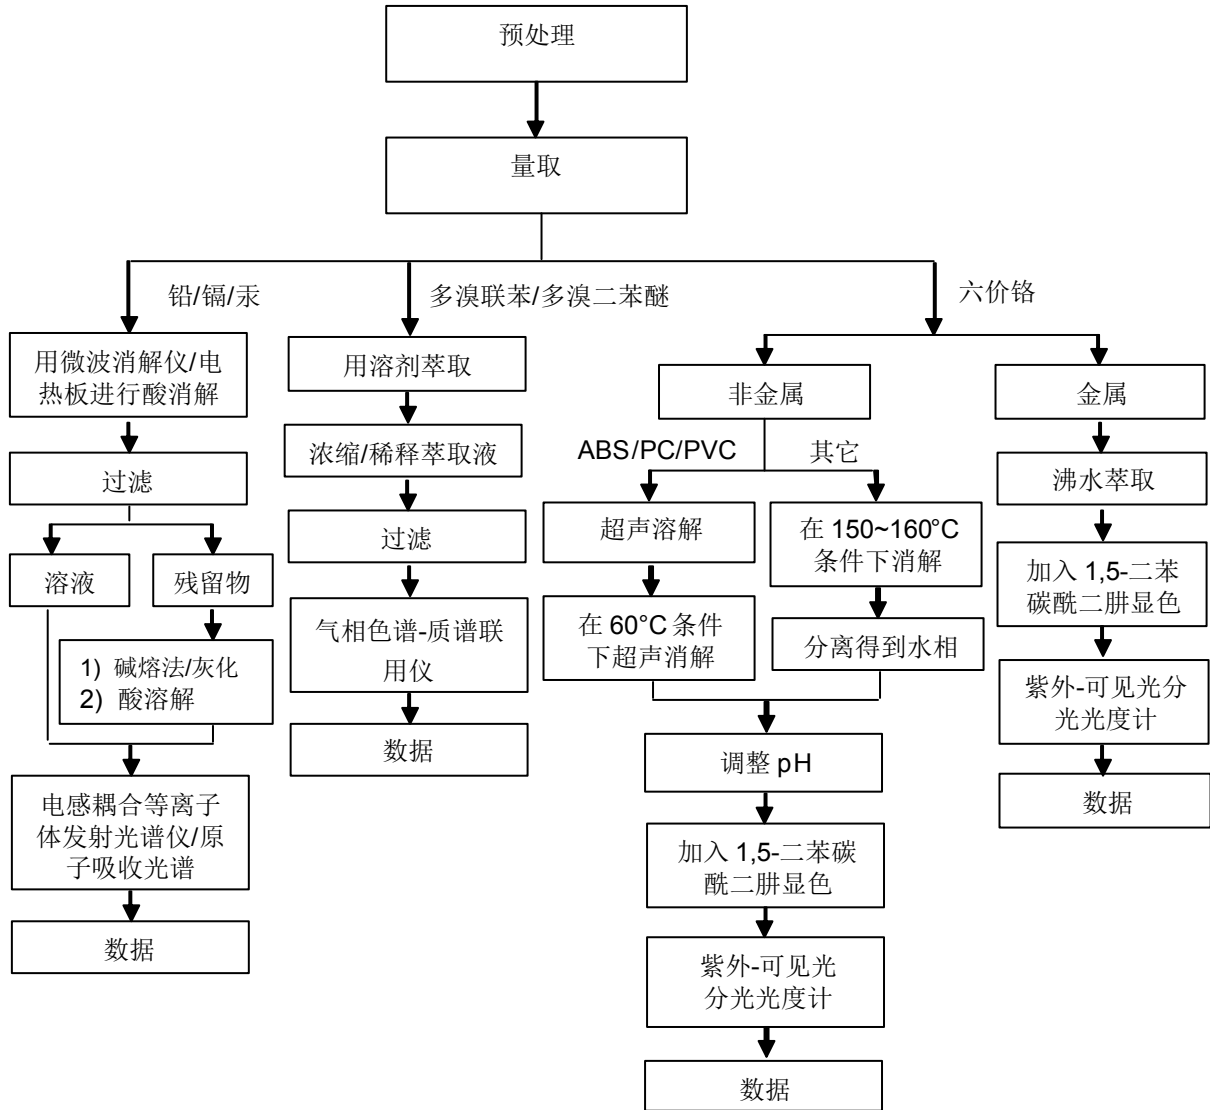 预处理
量取
铅/镉/汞
多溴联苯/多溴二苯醚
六价铬
用微波消解仪/电
热板进行酸消解
过滤
溶液
残留物
1) 碱熔法/灰化
2) 酸溶解
电感耦合等离子
体发射光谱仪/原
子吸收光谱
数据
用溶剂萃取
浓缩/稀释萃取液
过滤
气相色谱-质谱联
用仪
数据
非金属
ABS/PC/PVC
其它
超声溶解
在 60°C 条件
下超声消解
在 150~160°C
条件下消解
分离得到水相
调整 pH
加入 1,5-二苯碳
酰二肼显色
紫外-可见光
分光光度计
数据
金属
沸水萃取
加入 1,5-二苯
碳酰二肼显色
紫外-可见光分
光光度计
数据